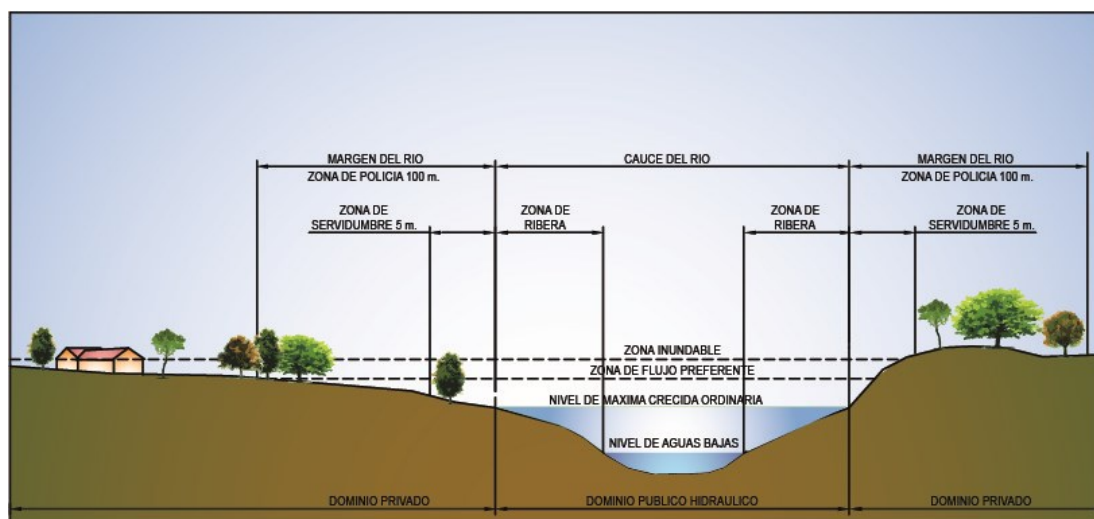 MARGEN DEL RIO
CAUCE DEL RIO
MARGEN DEL RIO
ZONA DE POLICIA 100 m.
ZONA DE POLICIA 100 m.
ZONA DE
SERVIDUMBRE 5 m.
ZONA DE
RIBERA
ZONA DE
RIBERA
ZONA DE
SERVIDUMBRE 5 m.
ZONA INUNDABLE
ZONA DE FLUJO PREFERENTE
NIVEL DE MAXIMA CRECIDA ORDINARIA
NIVEL DE AGUAS BAJAS
DOMINIO PRIVADO
DOMINIO PUBLICO HIDRAULICO
DOMINIO PRIVADO